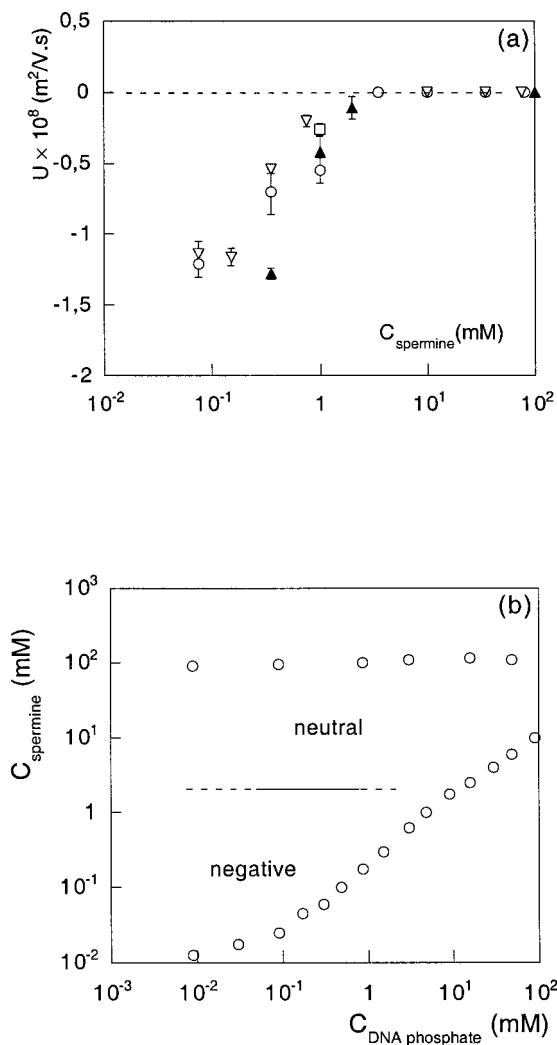 (a)
U × 10⁸ (m²/V.s)
0,5
0
-0,5
-1
-1,5
-2
C_spermine (mM)
10⁻² 10⁻¹ 1 10¹ 10²
(b)
C_spermine (mM)
10³
10²
10¹
1
10⁻¹
10⁻²
neutral
negative
10⁻³ 10⁻² 10⁻¹ 1 10¹ 10²
C_DNA phosphate (mM)